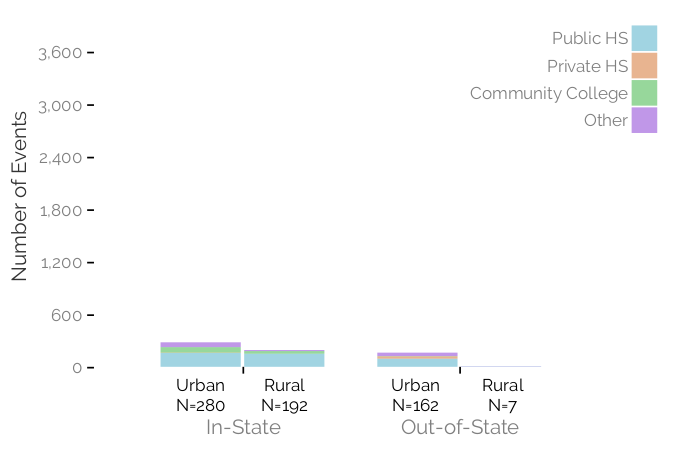 Public HS
Private HS
Community College
Other
Number of Events
3,600
3,000
2,400
1,800
1,200
600
0
Urban Rural Urban Rural
N=280 N=192 N=162 N=7
In-State Out-of-State